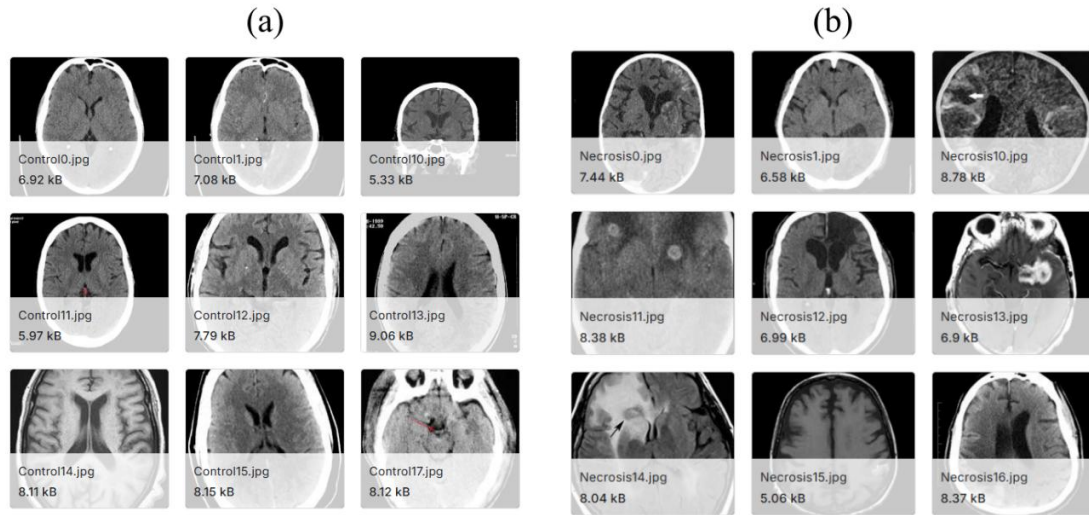 (a)
(b)
Control0.jpg
6.92 kB
Control1.jpg
7.08 kB
Control10.jpg
5.33 kB
Control11.jpg
5.97 kB
Control12.jpg
7.79 kB
Control13.jpg
9.06 kB
Control14.jpg
8.11 kB
Control15.jpg
8.15 kB
Control17.jpg
8.12 kB
Necrosis0.jpg
7.44 kB
Necrosis1.jpg
6.58 kB
Necrosis10.jpg
8.78 kB
Necrosis11.jpg
8.38 kB
Necrosis12.jpg
6.99 kB
Necrosis13.jpg
6.9 kB
Necrosis14.jpg
8.04 kB
Necrosis15.jpg
5.06 kB
Necrosis16.jpg
8.37 kB